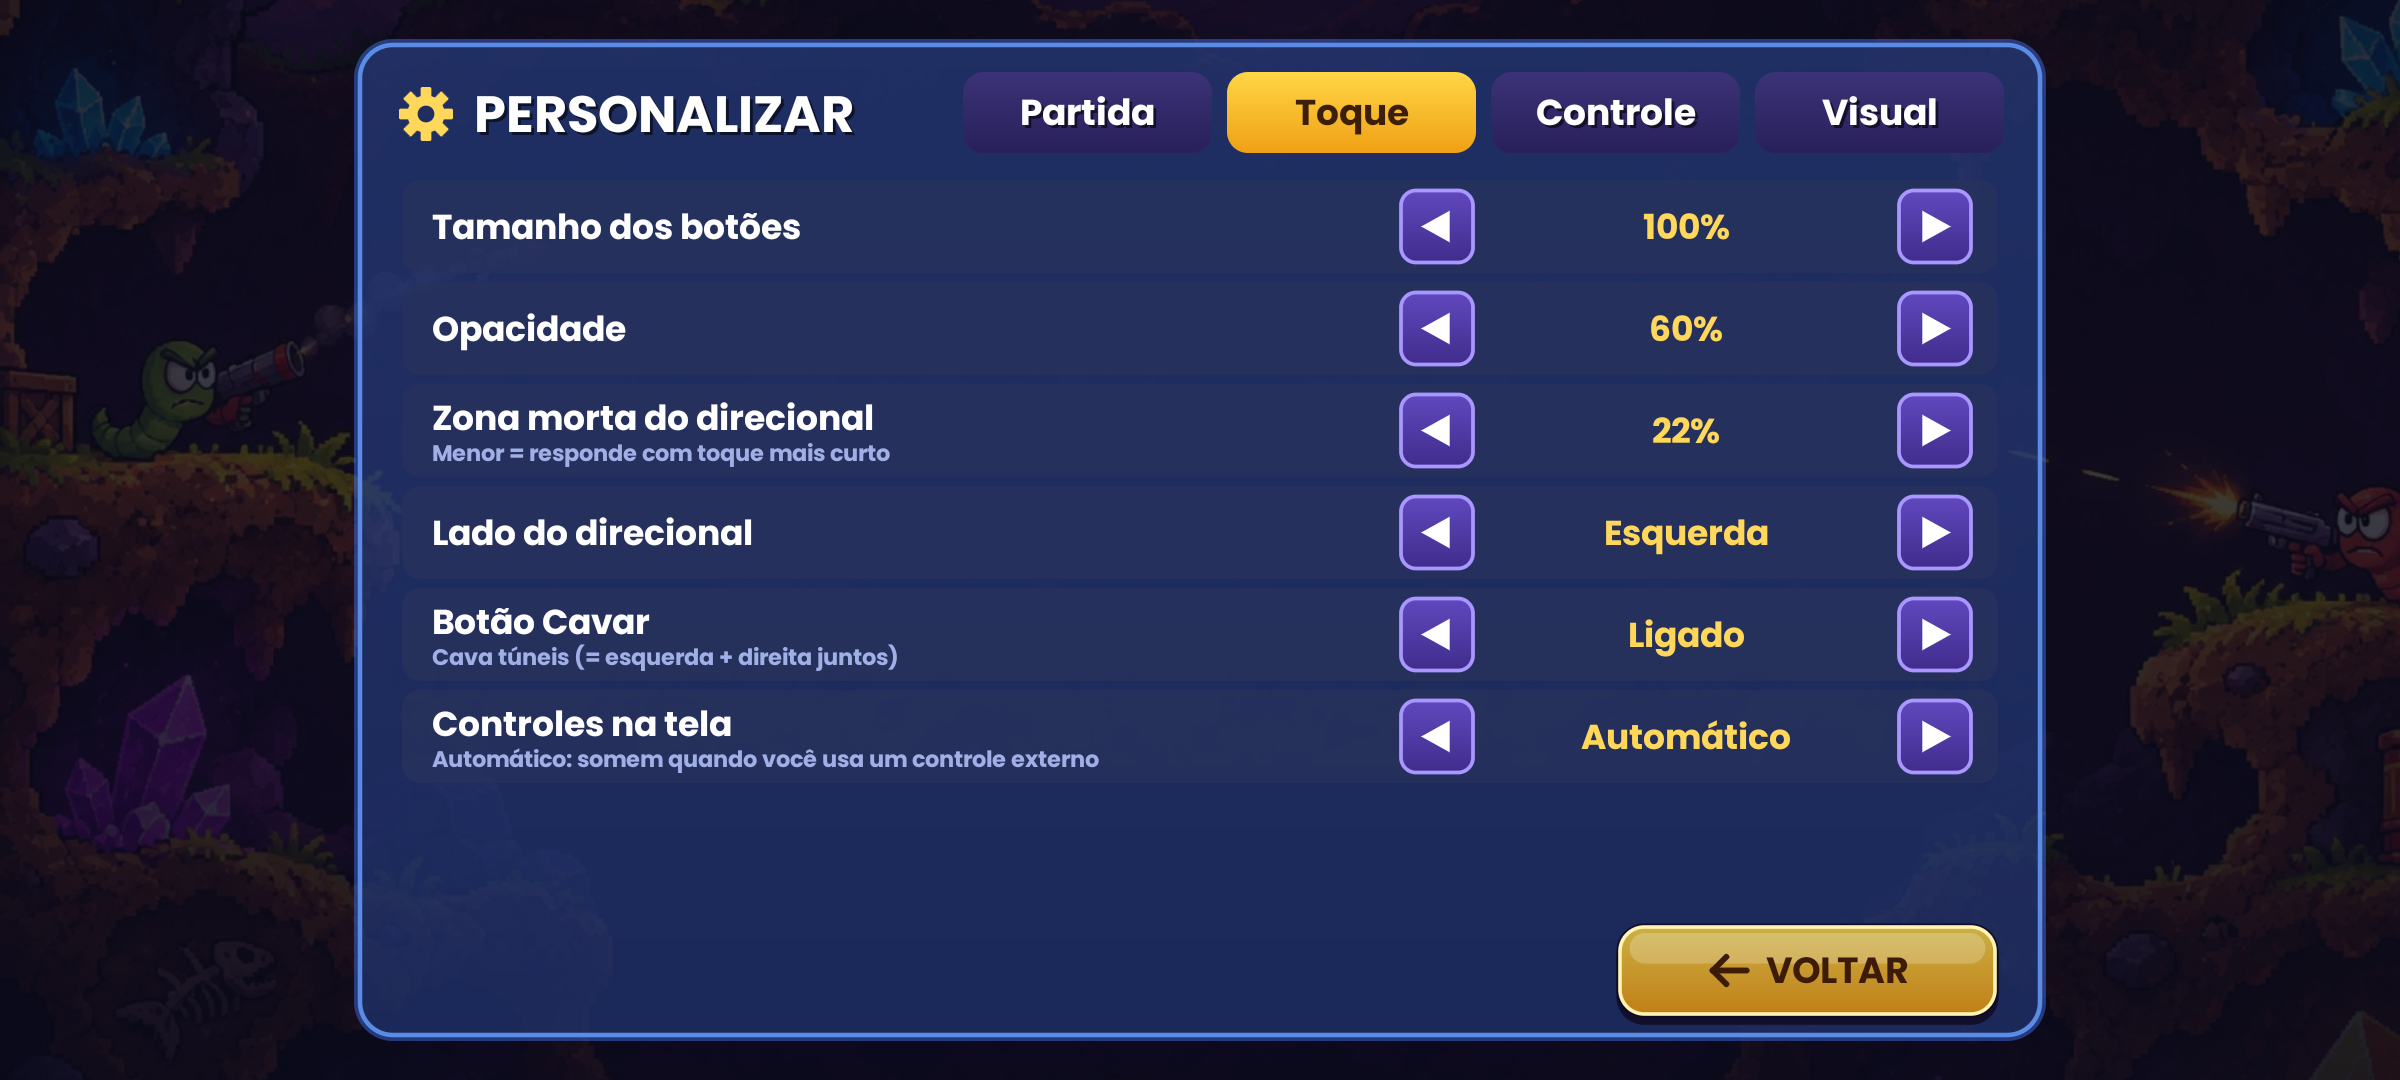 PERSONALIZAR
Partida
Toque
Controle
Visual
Tamanho dos botões
100%
Opacidade
60%
Zona morta do direcional
Menor = responde com toque mais curto
22%
Lado do direcional
Esquerda
Botão Cavar
Cava túneis (= esquerda + direita juntos)
Ligado
Controles na tela
Automático: somem quando você usa um controle externo
Automático
VOLTAR